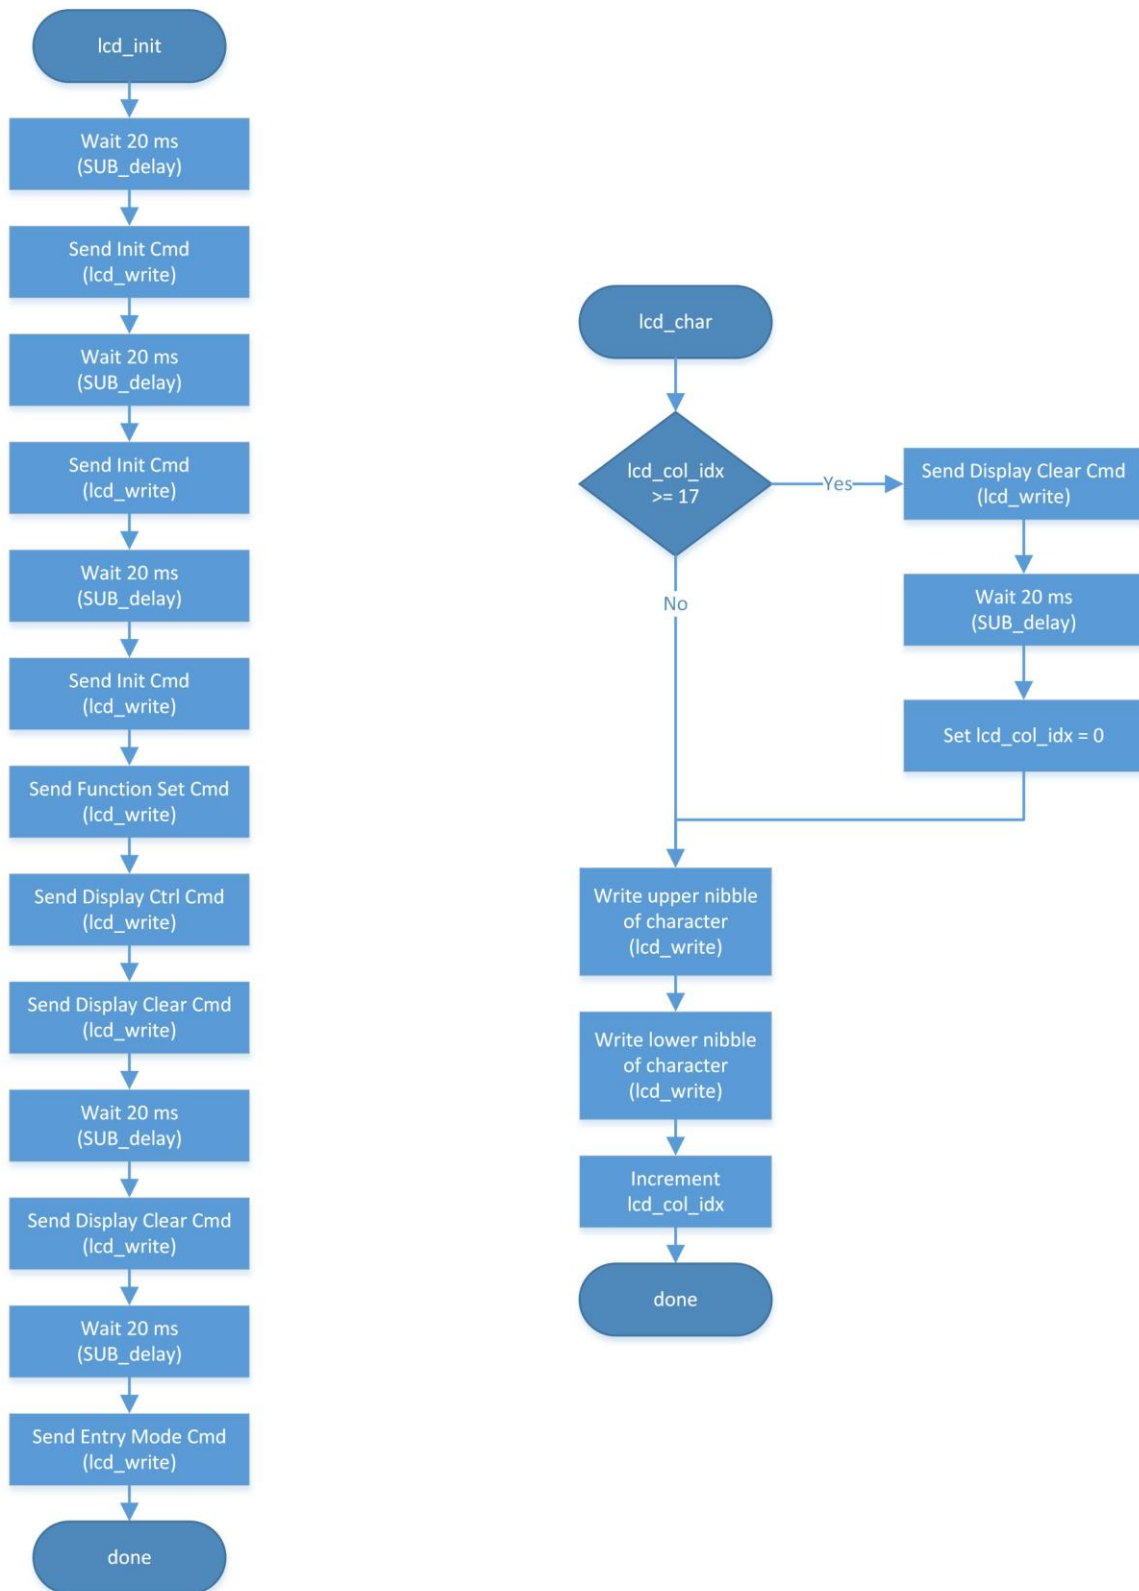 lcd_init
Wait 20 ms
(SUB_delay)
Send Init Cmd
(lcd_write)
Wait 20 ms
(SUB_delay)
Send Init Cmd
(lcd_write)
Wait 20 ms
(SUB_delay)
Send Init Cmd
(lcd_write)
Send Function Set Cmd
(lcd_write)
Send Display Ctrl Cmd
(lcd_write)
Send Display Clear Cmd
(lcd_write)
Wait 20 ms
(SUB_delay)
Send Display Clear Cmd
(lcd_write)
Wait 20 ms
(SUB_delay)
Send Entry Mode Cmd
(lcd_write)
done
lcd_char
lcd_col_idx
>= 17
Yes
Send Display Clear Cmd
(lcd_write)
Wait 20 ms
(SUB_delay)
Set lcd_col_idx = 0
No
Write upper nibble
of character
(lcd_write)
Write lower nibble
of character
(lcd_write)
Increment
lcd_col_idx
done